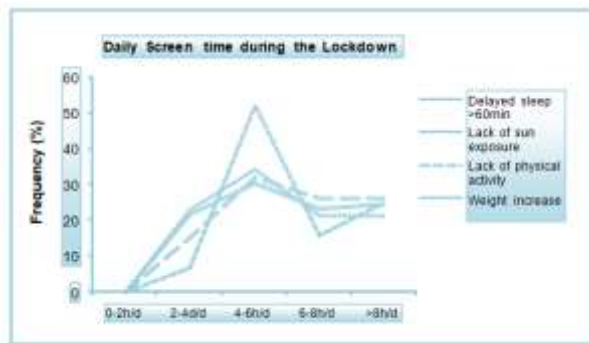 Daily Screen time during the Lockdown
60
50
40
30
20
10
0
Frequency (%)
0-2h/d
2-4d/d
4-6h/d
6-8h/d
>8h/d
Delayed sleep
>60min
Lack of sun
exposure
Lack of physical
activity
Weight increase